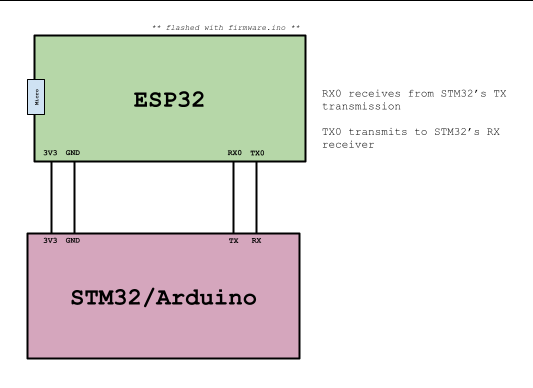 ** flashed with firmware.ino **
Micro
ESP32
RX0 receives from STM32's TX
transmission
TX0 transmits to STM32's RX
receiver
3V3 GND RX0 TX0
3V3 GND TX RX
STM32/Arduino